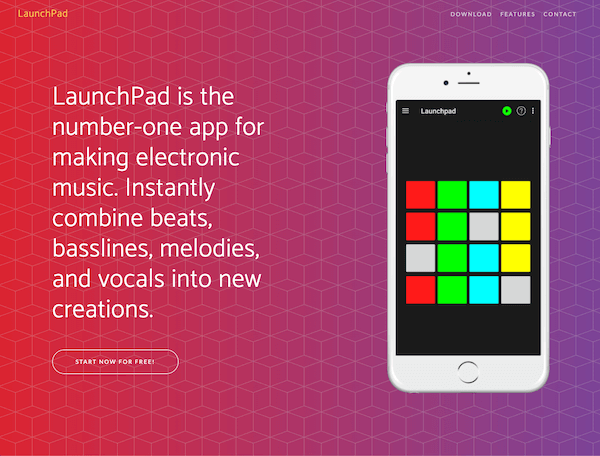 LaunchPad
DOWNLOAD FEATURES CONTACT
LaunchPad is the
number-one app for
making electronic
music. Instantly
combine beats,
basslines, melodies,
and vocals into new
creations.
START NOW FOR FREE!
Launchpad ?